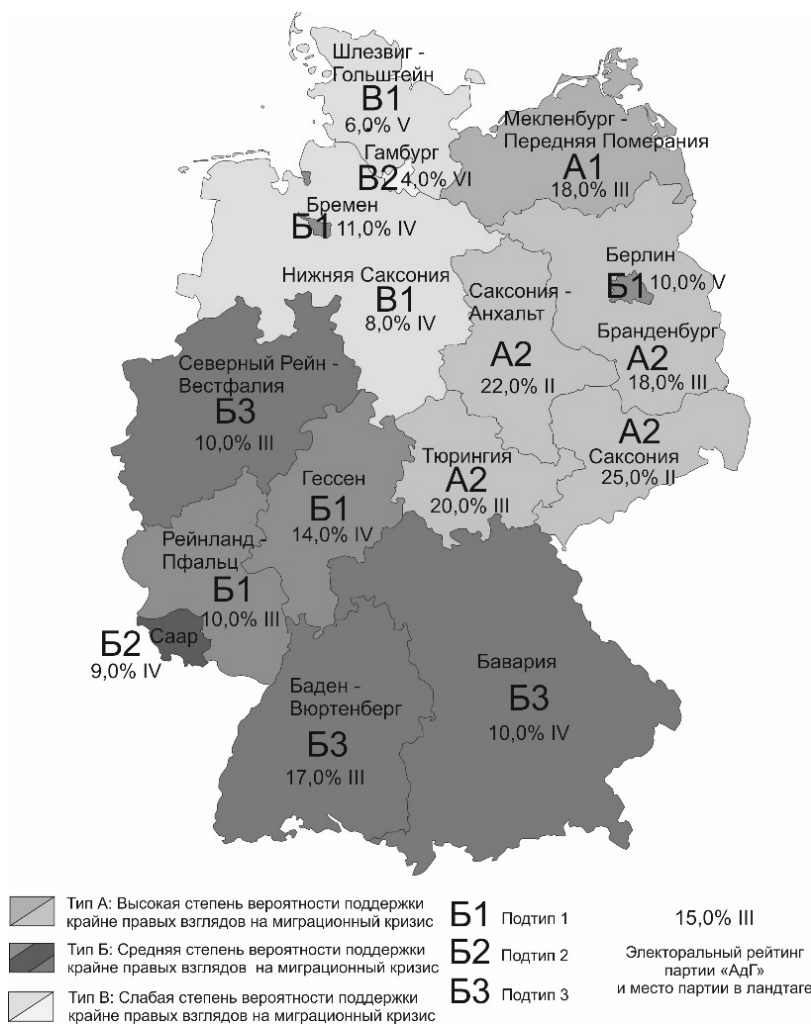 Шлезвиг -
Гольштейн
В1
6,0% V
Мекленбург -
Передняя Померания
А1
18,0% III
Гамбург
В2 4,0% VI
Бремен
Б1 11,0% IV
Берлин
Б1 10,0% V
Нижняя Саксония
В1
8,0% IV
Саксония -
Анхальт
А2
22,0% II
Бранденбург
А2
18,0% III
Северный Рейн -
Вестфалия
Б3
10,0% III
А2
Саксония
25,0% II
Тюрингия
А2
20,0% III
Гессен
Б1
14,0% IV
Рейнланд -
Пфальц
Б1
10,0% III
Б2 Саар
9,0% IV
Бавария
Б3
10,0% IV
Баден -
Вюртенберг
Б3
17,0% III
Тип А: Высокая степень вероятности поддержки
крайне правых взглядов на миграционный кризис
Тип Б: Средняя степень вероятности поддержки
крайне правых взглядов на миграционный кризис
Тип В: Слабая степень вероятности поддержки
крайне правых взглядов на миграционный кризис
Б1 Подтип 1
Б2 Подтип 2
Б3 Подтип 3
15,0% III
Электоральный рейтинг
партии «АдГ»
и место партии в ландтаге